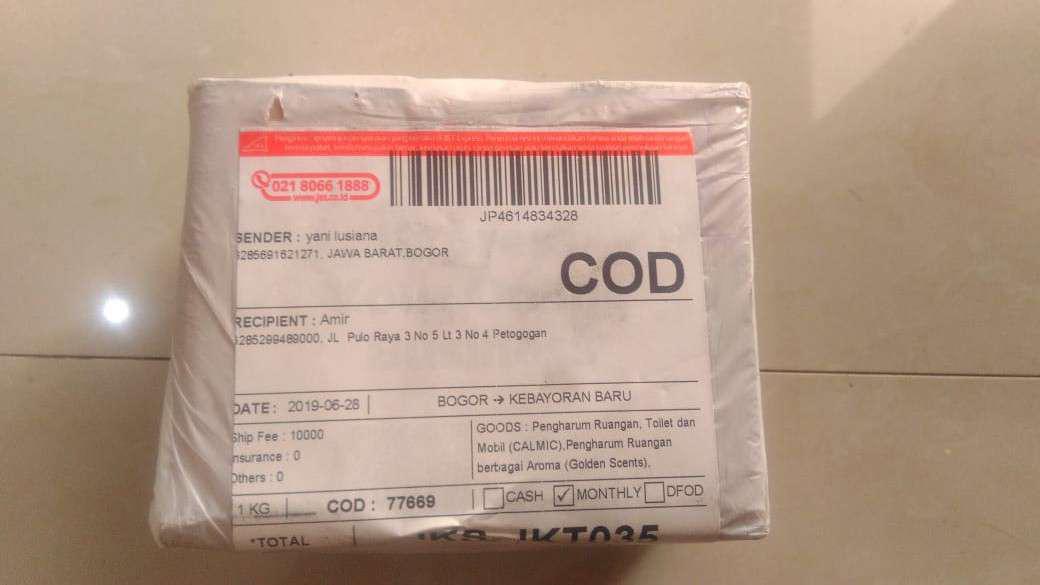 021 8066 1888
www.jet.co.id
JP4614834328
SENDER : yani lusiana
6285691621271, JAWA BARAT,BOGOR
COD
RECIPIENT : Amir
6285299489000, JL Pulo Raya 3 No 5 Lt 3 No 4 Petogogan
DATE: 2019-06-28
BOGOR → KEBAYORAN BARU
Ship Fee : 10000
Insurance : 0
Others : 0
GOODS : Pengharum Ruangan, Toilet dan
Mobil (CALMIC),Pengharum Ruangan
berbagai Aroma (Golden Scents),
1 KG
COD : 77669
☐ CASH ☑ MONTHLY ☐ DFOD
*TOTAL
JKT035